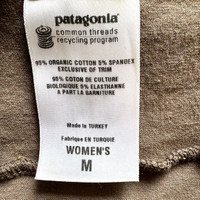 patagonia
common threads
recycling program
95% ORGANIC COTTON 5% SPANDEX
EXCLUSIVE OF TRIM
95% COTON DE CULTURE
BIOLOGIQUE 5% ELASTHANNE
A PART LA GARNITURE
Made in TURKEY
Fabriqué EN TURQUIE
WOMEN'S
M